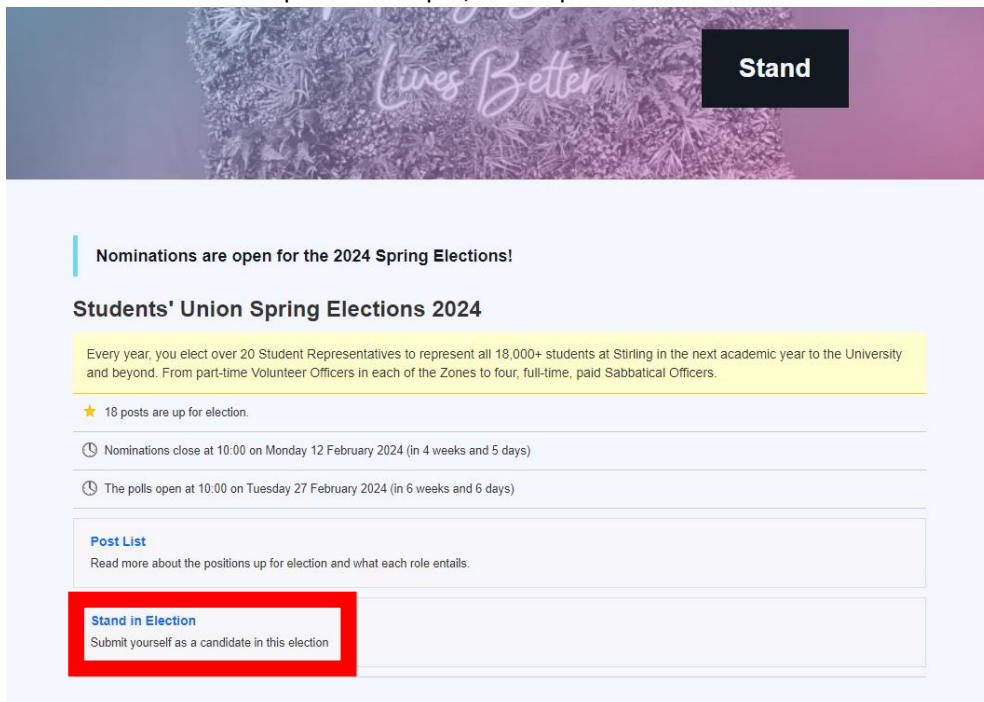 Lives Better
Stand
Nominations are open for the 2024 Spring Elections!
Students' Union Spring Elections 2024
Every year, you elect over 20 Student Representatives to represent all 18,000+ students at Stirling in the next academic year to the University
and beyond. From part-time Volunteer Officers in each of the Zones to four, full-time, paid Sabbatical Officers.
18 posts are up for election.
Nominations close at 10:00 on Monday 12 February 2024 (in 4 weeks and 5 days)
The polls open at 10:00 on Tuesday 27 February 2024 (in 6 weeks and 6 days)
Post List
Read more about the positions up for election and what each role entails.
Stand in Election
Submit yourself as a candidate in this election